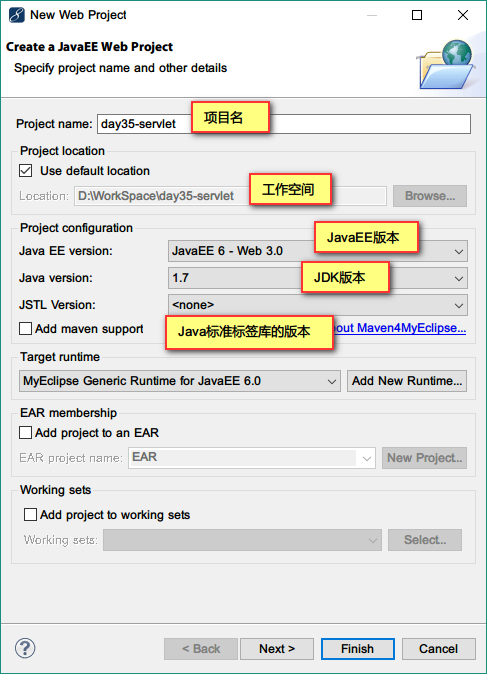 New Web Project
Create a JavaEE Web Project
Specify project name and other details
Project name: day35-servlet 项目名
Project location
Use default location
Location: D:\WorkSpace\day35-servlet 工作空间 Browse...
Project configuration
Java EE version: JavaEE 6 - Web 3.0 JavaEE版本
Java version: 1.7 JDK版本
JSTL Version: <none>
Add maven support Java标准标签库的版本 out Maven4MyEclipse...
Target runtime
MyEclipse Generic Runtime for JavaEE 6.0 Add New Runtime...
EAR membership
Add project to an EAR
EAR project name: EAR New Project...
Working sets
Add project to working sets
Working sets: Select...
? < Back Next > Finish Cancel